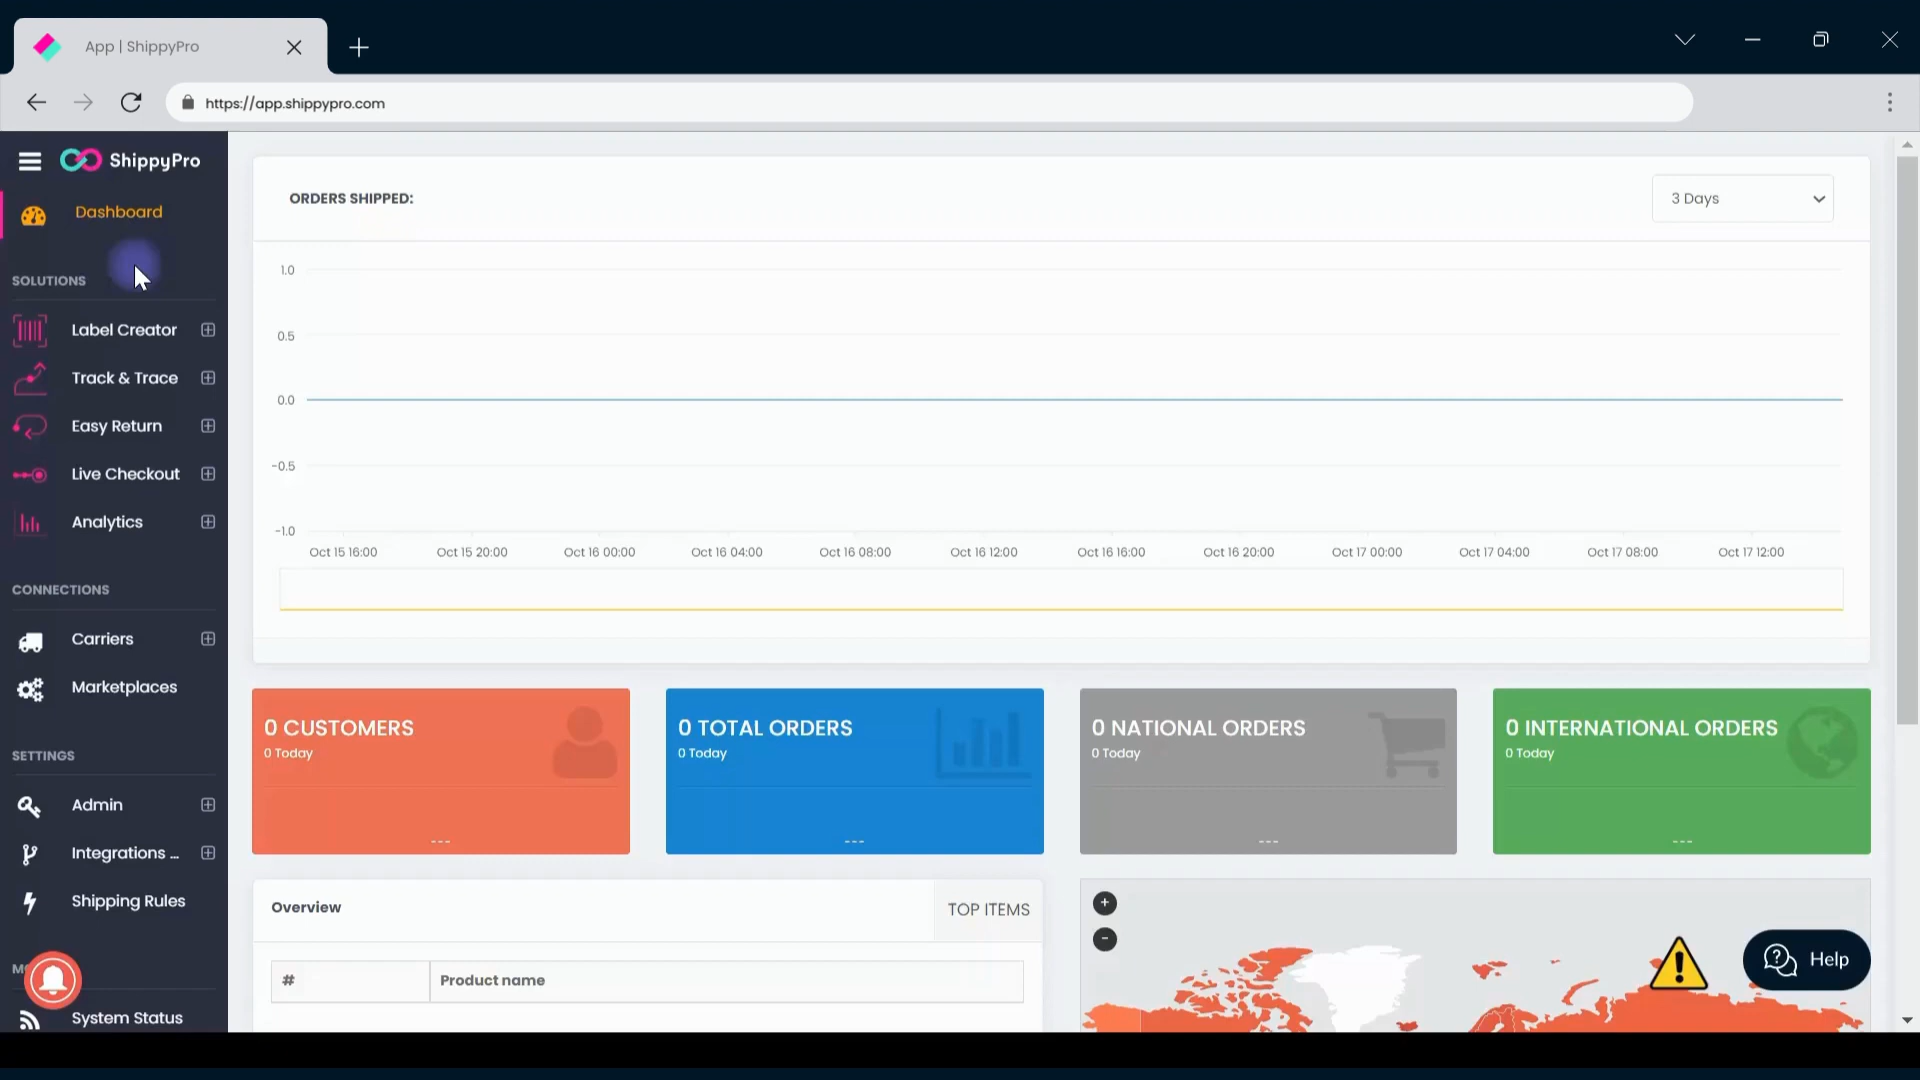 App | ShippyPro
https://app.shippypro.com
ShippyPro
Dashboard
SOLUTIONS
Label Creator
Track & Trace
Easy Return
Live Checkout
Analytics
CONNECTIONS
Carriers
Marketplaces
SETTINGS
Admin
Integrations ...
Shipping Rules
System Status
ORDERS SHIPPED:
3 Days
1.0
0.5
0.0
-0.5
-1.0
Oct 15 16:00 Oct 15 20:00 Oct 16 00:00 Oct 16 04:00 Oct 16 08:00 Oct 16 12:00 Oct 16 16:00 Oct 16 20:00 Oct 17 00:00 Oct 17 04:00 Oct 17 08:00 Oct 17 12:00
0 CUSTOMERS
0 Today
---
0 TOTAL ORDERS
0 Today
---
0 NATIONAL ORDERS
0 Today
---
0 INTERNATIONAL ORDERS
0 Today
---
Overview
TOP ITEMS
# Product name
+
-
Help